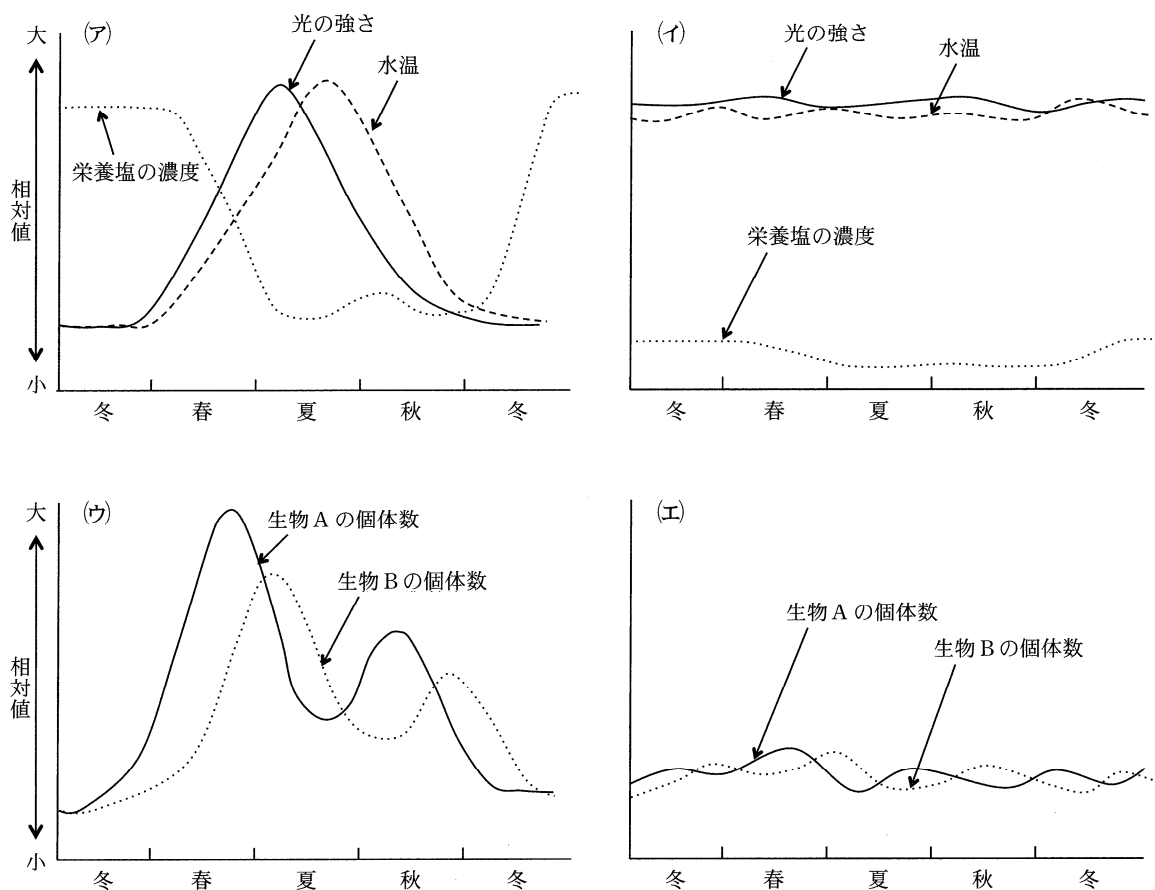 (ア)
大
光の強さ
水温
栄養塩の濃度
相対値
小
冬 春 夏 秋 冬
(イ)
光の強さ
水温
栄養塩の濃度
冬 春 夏 秋 冬
(ウ)
大
生物Aの個体数
生物Bの個体数
相対値
小
冬 春 夏 秋 冬
(エ)
生物Aの個体数
生物Bの個体数
冬 春 夏 秋 冬